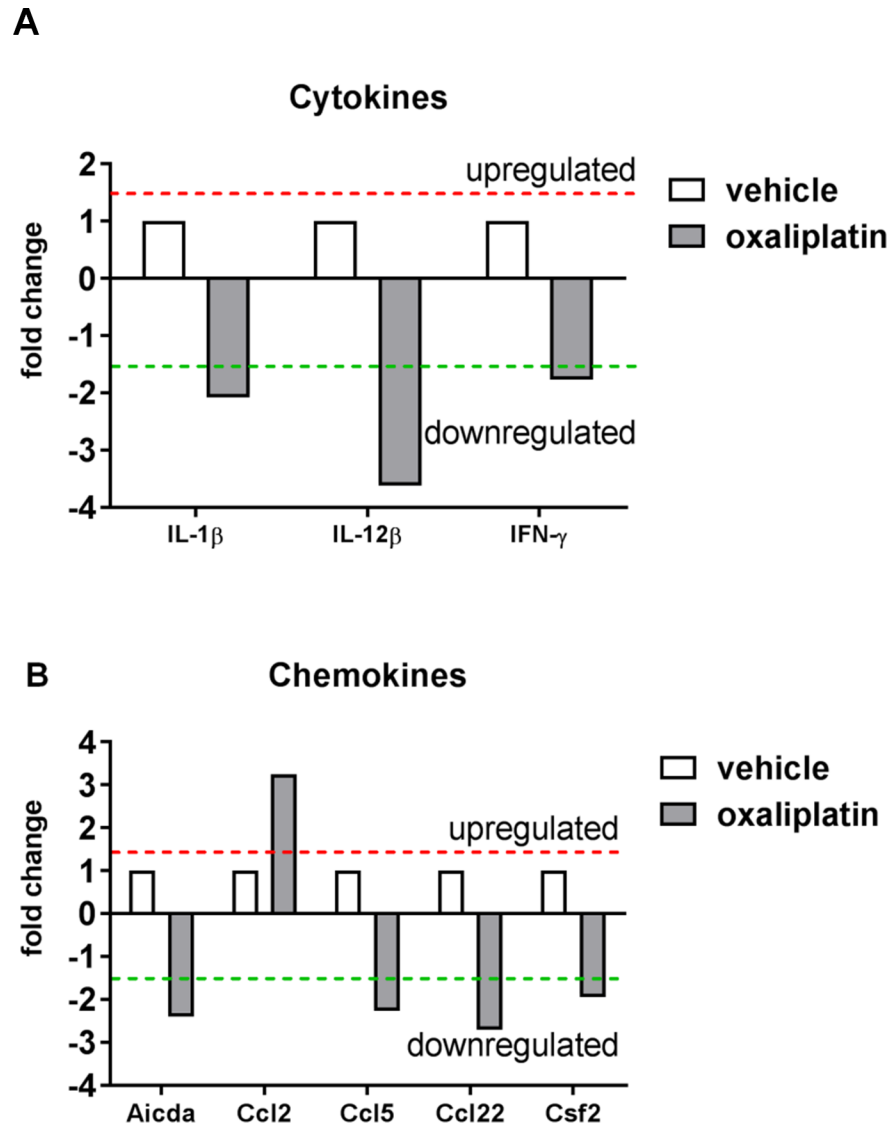 A
Cytokines
fold change
2
1
0
-1
-2
-3
-4
upregulated
downregulated
vehicle
oxaliplatin
IL-1β
IL-12β
IFN-γ
B
Chemokines
fold change
4
3
2
1
0
-1
-2
-3
-4
upregulated
downregulated
vehicle
oxaliplatin
Aicda
Ccl2
Ccl5
Ccl22
Csf2